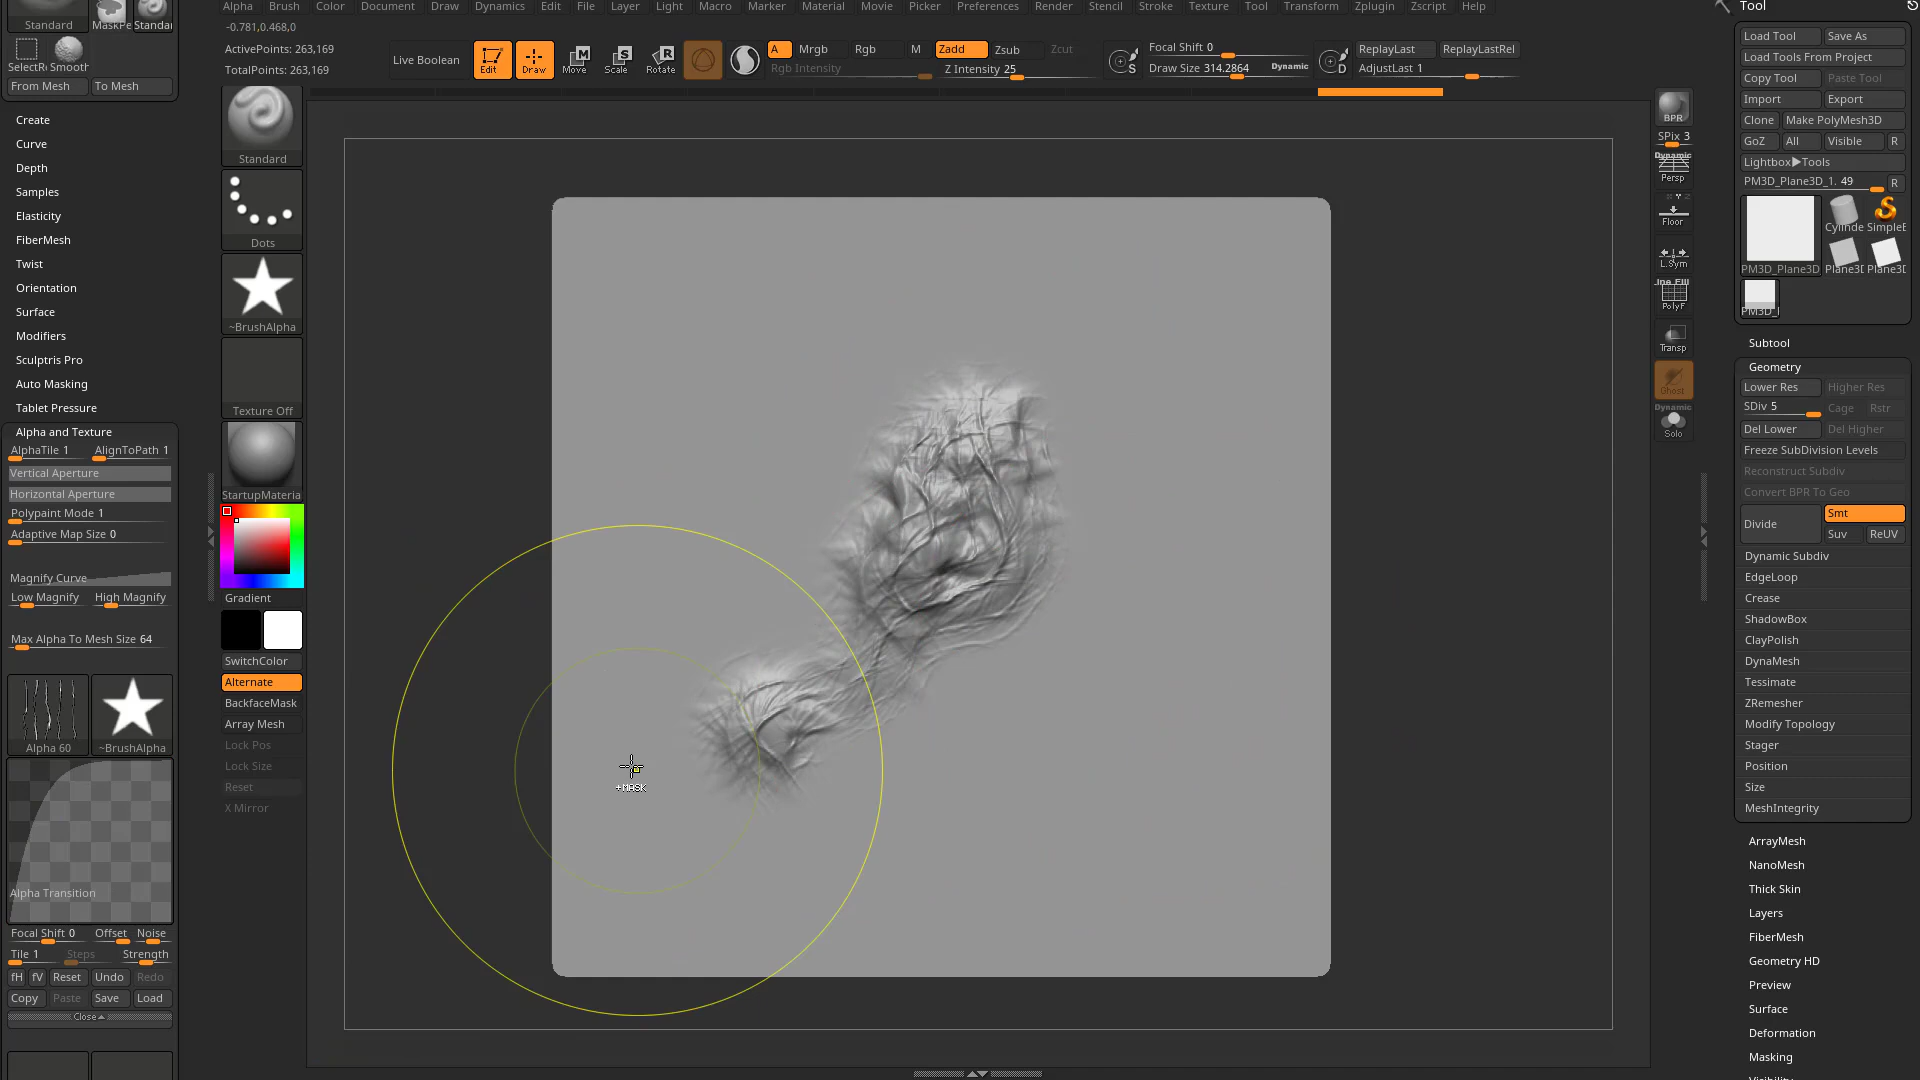 Alpha Brush Color Document Draw Dynamics Edit File Layer Light Macro Marker Material Movie Picker Preferences Render Stencil Stroke Texture Tool Transform Zplugin Zscript Help
Tool
Standard MaskPe Standar
SelectRe Smooth
From Mesh To Mesh
Create
Curve
Depth
Samples
Elasticity
FiberMesh
Twist
Orientation
Surface
Modifiers
Sculptris Pro
Auto Masking
Tablet Pressure
Alpha and Texture
AlphaTile 1 AlignToPath 1
Vertical Aperture
Horizontal Aperture
Polypaint Mode 1
Adaptive Map Size 0
Magnify Curve
Low Magnify High Magnify
Max Alpha To Mesh Size 64
Alpha 60 ~BrushAlpha
Alpha Transition
Focal Shift 0 Offset Noise
Tile 1 Steps Strength
fH fV Reset Undo Redo
Copy Paste Save Load
Close
-0.781,0.468,0
ActivePoints: 263,169
TotalPoints: 263,169
Live Boolean
Edit Draw Move Scale Rotate
A Mrgb Rgb M Zadd Zsub Zcut
Rgb Intensity Z Intensity 25
S
Focal Shift 0
Draw Size 314.2864 Dynamic
D
ReplayLast ReplayLastRel
AdjustLast 1
Standard
Dots
~BrushAlpha
Texture Off
StartupMateria
Gradient
SwitchColor
Alternate
BackfaceMask
Array Mesh
Lock Pos
Lock Size
Reset
X Mirror
+MASK
BPR
SPix 3
Dynamic
Persp
Floor
L.Sym
Line Fill
PolyF
Transp
Ghost
Dynamic
Solo
Load Tool Save As
Load Tools From Project
Copy Tool Paste Tool
Import Export
Clone Make PolyMesh3D
GoZ All Visible R
Lightbox▶Tools
PM3D_Plane3D_1. 49 R
Cylinde SimpleE
PM3D_Plane3D Plane3D Plane3D
PM3D_I
Subtool
Geometry
Lower Res Higher Res
SDiv 5 Cage Rstr
Del Lower Del Higher
Freeze SubDivision Levels
Reconstruct Subdiv
Convert BPR To Geo
Divide Smt
Suv ReUV
Dynamic Subdiv
EdgeLoop
Crease
ShadowBox
ClayPolish
DynaMesh
Tessimate
ZRemesher
Modify Topology
Stager
Position
Size
MeshIntegrity
ArrayMesh
NanoMesh
Thick Skin
Layers
FiberMesh
Geometry HD
Preview
Surface
Deformation
Masking